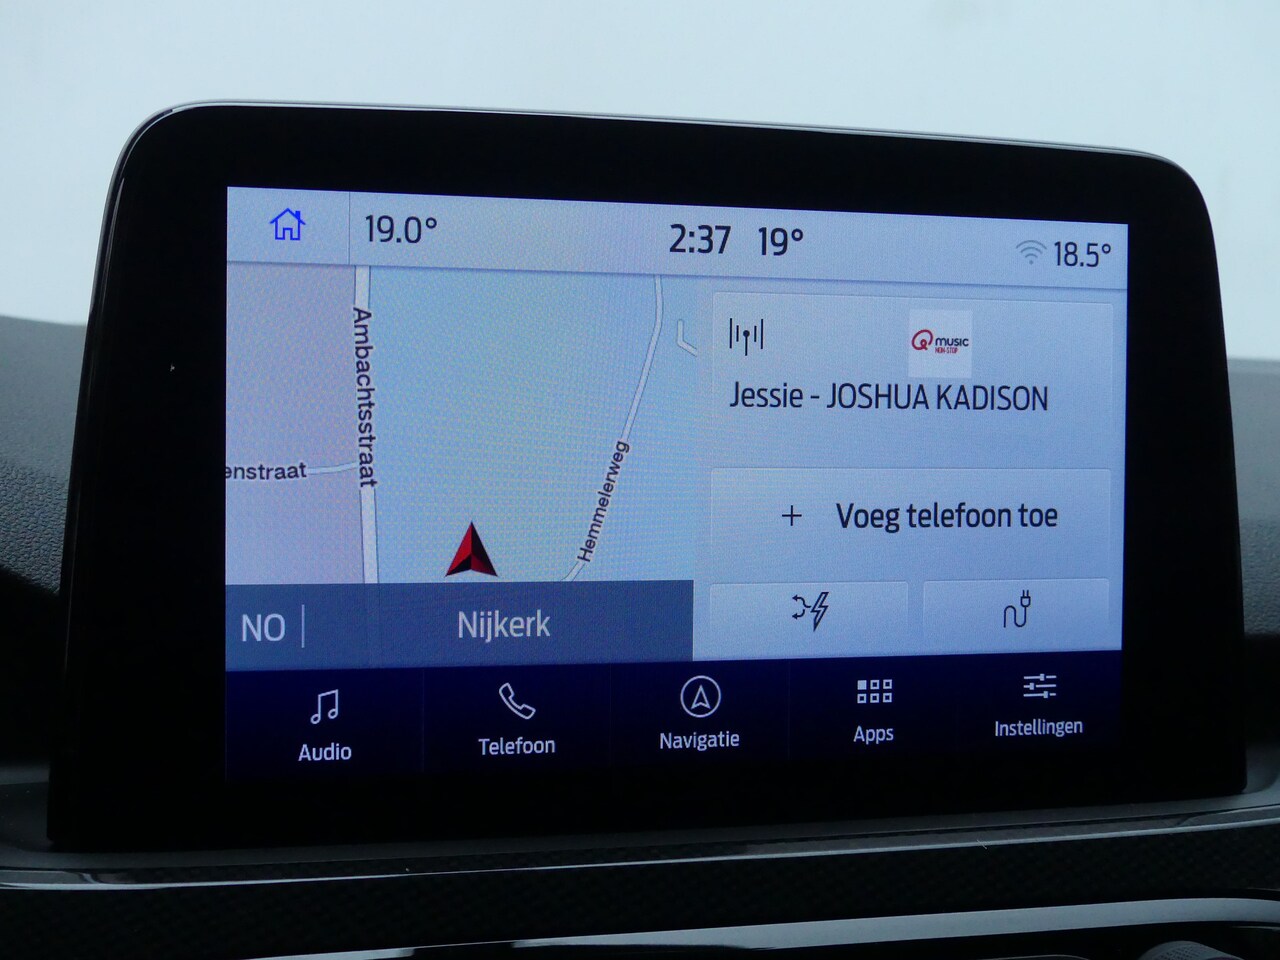 19.0°
2:37 19°
18.5°
Ambachtsstraat
enstraat
Hemmelerweg
NO
Nijkerk
Q music
NON-STOP
Jessie - JOSHUA KADISON
+ Voeg telefoon toe
Audio
Telefoon
Navigatie
Apps
Instellingen